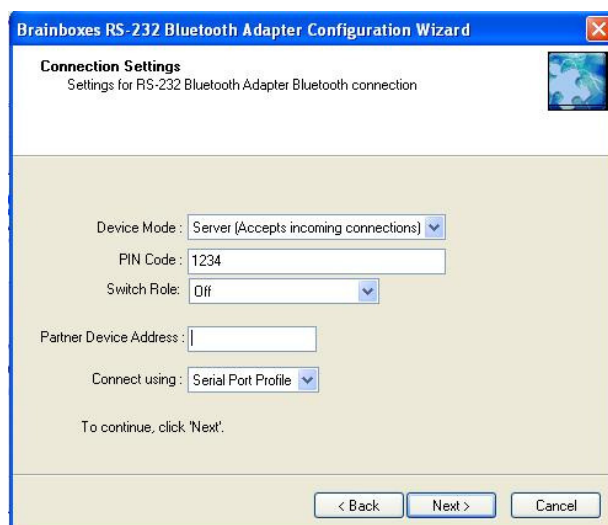 Brainboxes RS-232 Bluetooth Adapter Configuration Wizard
Connection Settings
Settings for RS-232 Bluetooth Adapter Bluetooth connection
Device Mode : Server (Accepts incoming connections)
PIN Code : 1234
Switch Role: Off
Partner Device Address :
Connect using : Serial Port Profile
To continue, click 'Next'.
< Back Next > Cancel